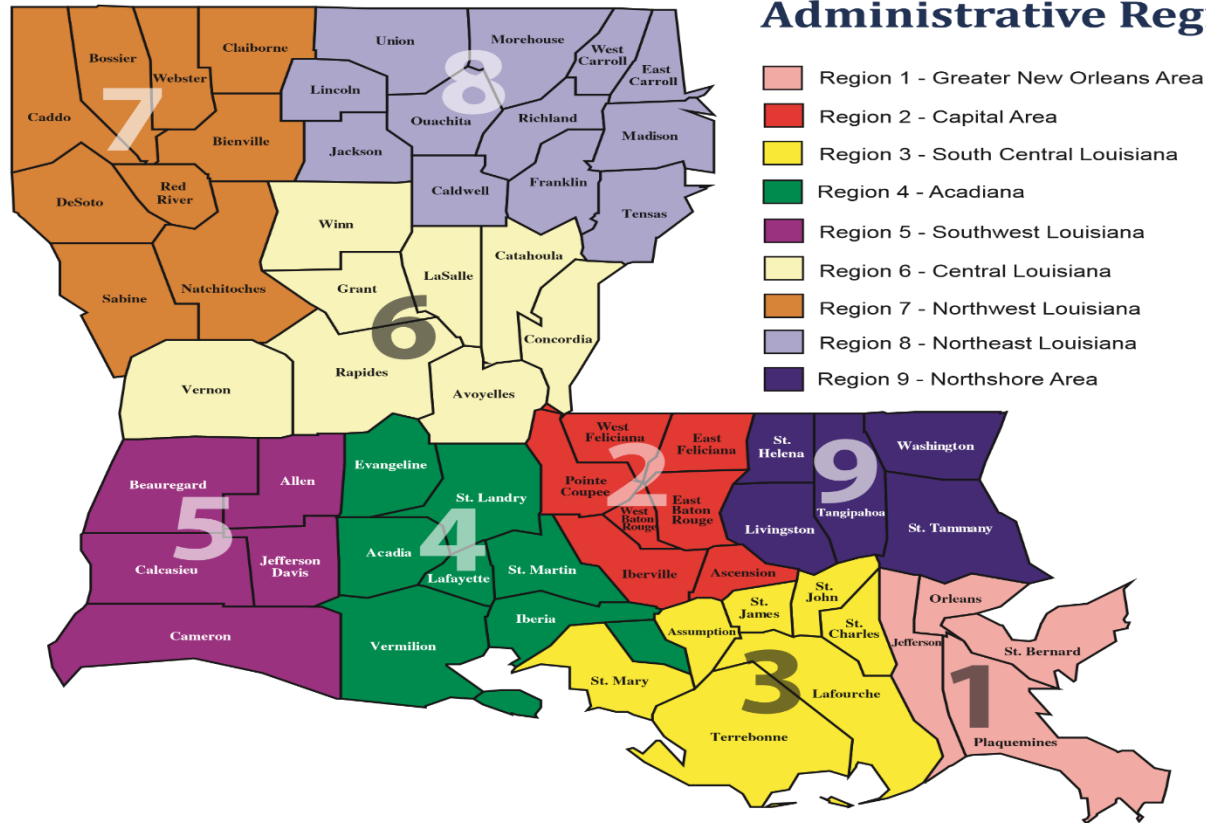 Administrative Reg
Region 1 - Greater New Orleans Area
Region 2 - Capital Area
Region 3 - South Central Louisiana
Region 4 - Acadiana
Region 5 - Southwest Louisiana
Region 6 - Central Louisiana
Region 7 - Northwest Louisiana
Region 8 - Northeast Louisiana
Region 9 - Northshore Area
7
Caddo
Bossier
Webster
Claiborne
Bienville
DeSoto
Red
River
Sabine
Natchitoches
8
Union
Morehouse
West
Carroll
East
Carroll
Lincoln
Ouachita
Richland
Madison
Jackson
Caldwell
Franklin
Tensas
6
Winn
Grant
LaSalle
Catahoula
Concordia
Vernon
Rapides
Avoyelles
5
Beauregard
Allen
Calcasieu
Jefferson
Davis
Cameron
4
Evangeline
St. Landry
Acadia
Lafayette
St. Martin
Iberia
Vermilion
2
West
Feliciana
East
Feliciana
Pointe
Coupee
West
Baton
Rouge
East
Baton
Rouge
Iberville
Ascension
9
St.
Helena
Tangipahoa
Washington
Livingston
St. Tammany
3
St.
James
St.
John
St.
Charles
Assumption
St. Mary
Lafourche
Terrebonne
1
Jefferson
Orleans
St. Bernard
Plaquemines